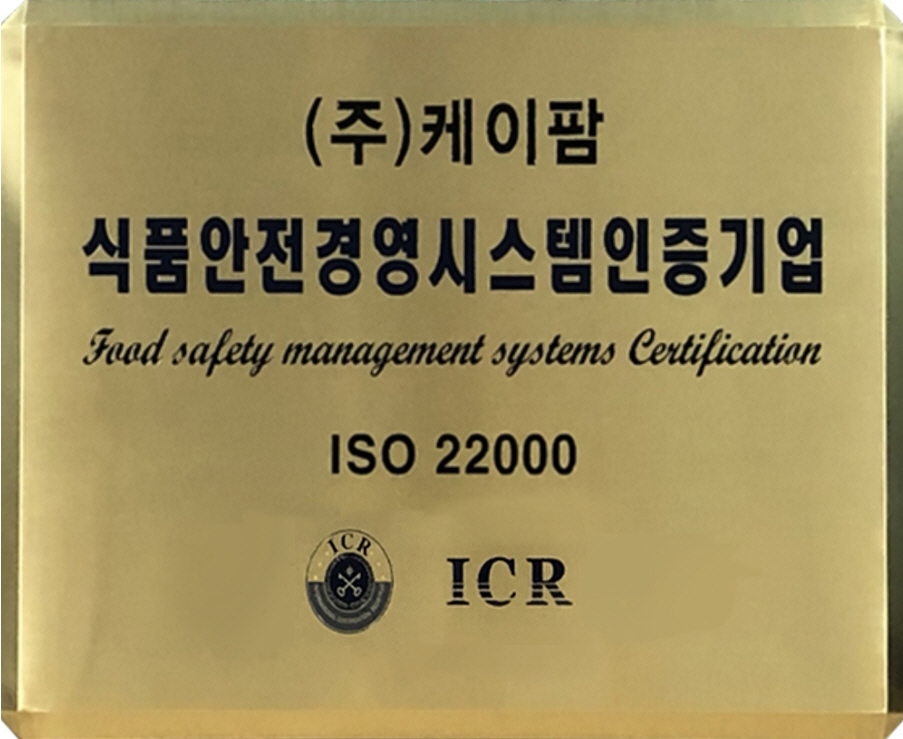 (주)케이팜
식품안전경영시스템인증기업
Food safety management systems Certification
ISO 22000
ICR
ICR